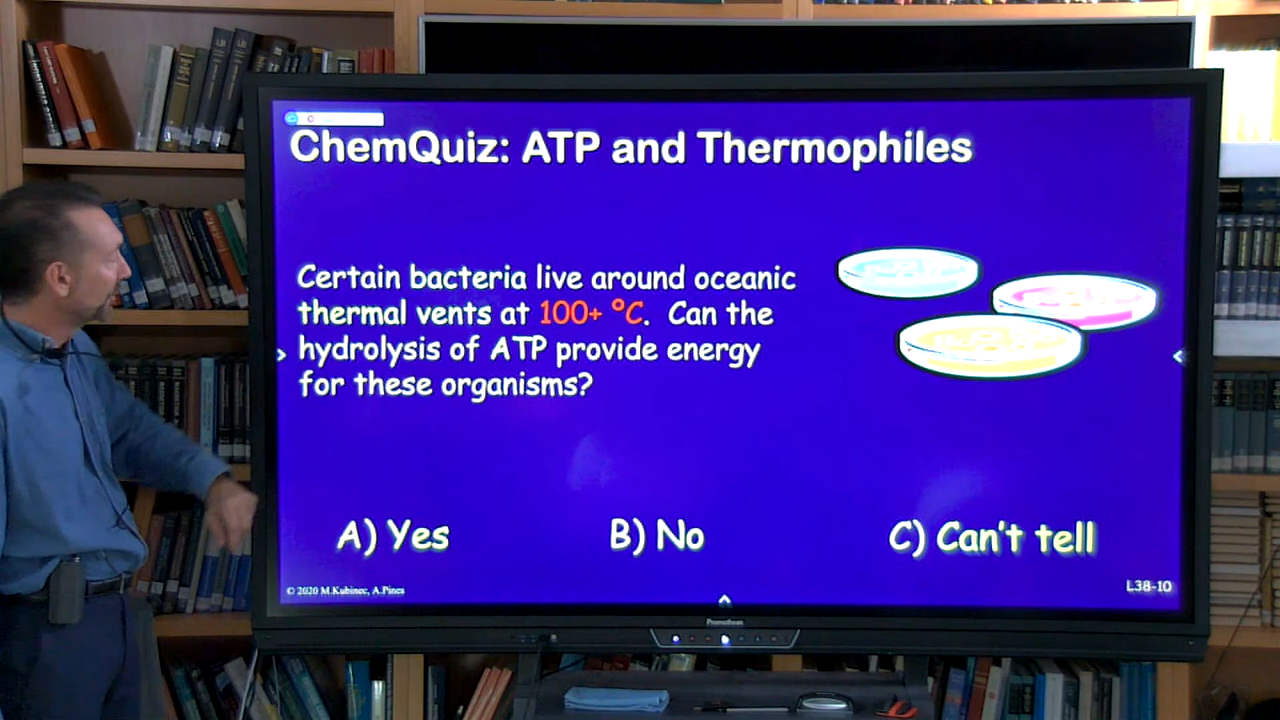 ChemQuiz: ATP and Thermophiles
Certain bacteria live around oceanic
thermal vents at 100+ °C. Can the
hydrolysis of ATP provide energy
for these organisms?
A) Yes
B) No
C) Can't tell
© 2020 M.Kubinec, A.Pines
L38-10
Promethean